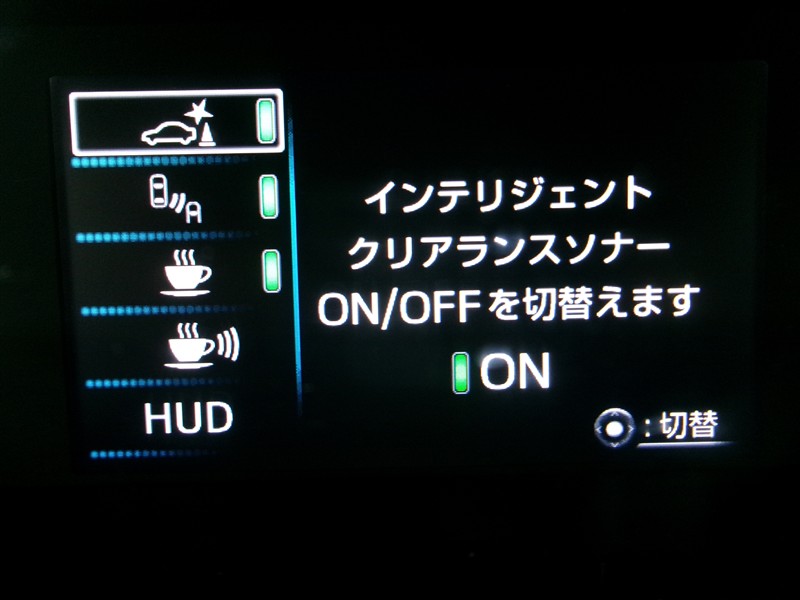 インテリジェント
クリアランスソナー
ON/OFFを切替えます
ON
HUD
:切替